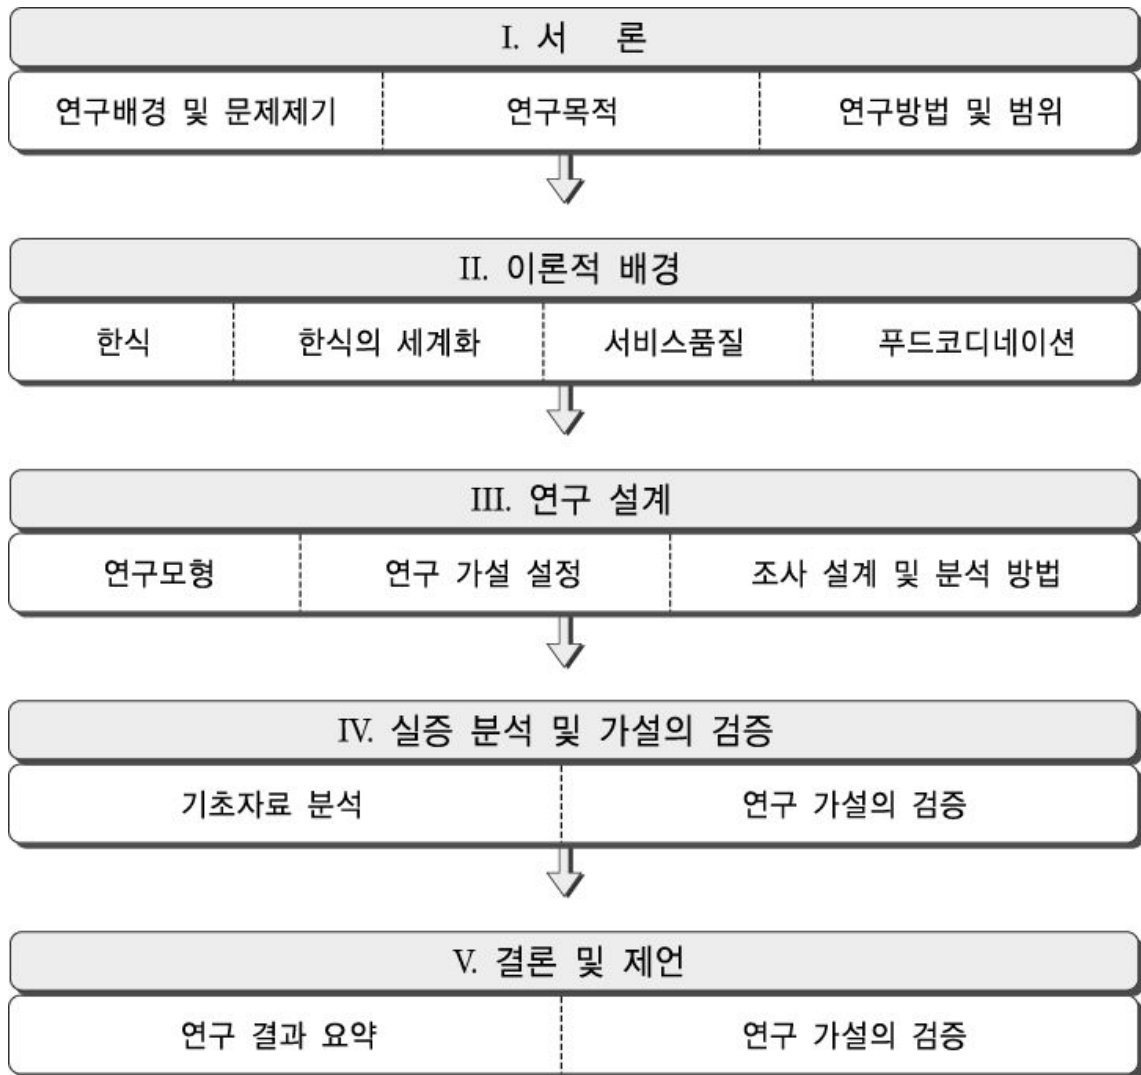 I. 서 론
연구배경 및 문제제기 연구목적 연구방법 및 범위
II. 이론적 배경
한식 한식의 세계화 서비스품질 푸드코디네이션
III. 연구 설계
연구모형 연구 가설 설정 조사 설계 및 분석 방법
IV. 실증 분석 및 가설의 검증
기초자료 분석 연구 가설의 검증
V. 결론 및 제언
연구 결과 요약 연구 가설의 검증